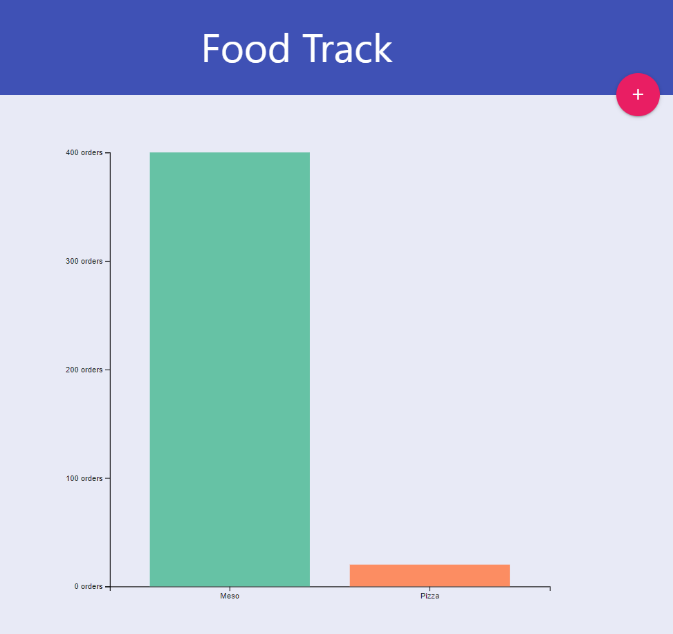 Food Track
+
400 orders
300 orders
200 orders
100 orders
0 orders
Meso
Pizza